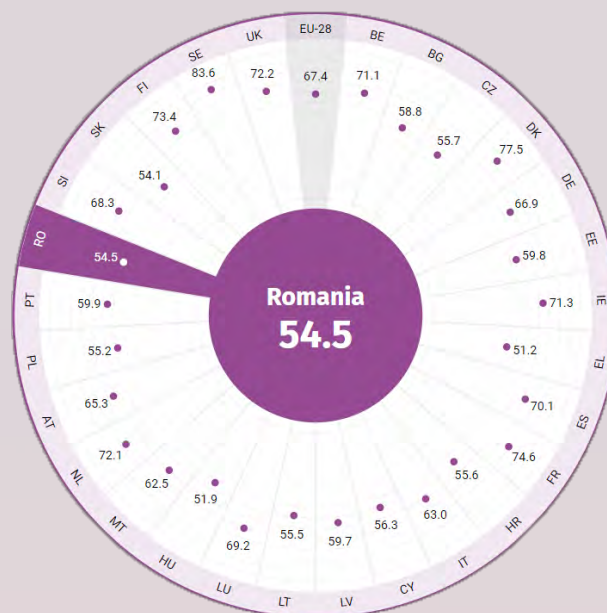 EU-28
67.4
BE
71.1
BG
58.8
CZ
55.7
DK
77.5
DE
66.9
EE
59.8
IE
71.3
EL
51.2
ES
70.1
FR
74.6
HR
55.6
IT
63.0
CY
56.3
LV
59.7
LT
55.5
LU
69.2
HU
51.9
MT
62.5
NL
72.1
AT
65.3
PL
55.2
PT
59.9
RO
54.5
SI
68.3
SK
54.1
FI
73.4
SE
83.6
UK
72.2
Romania
54.5